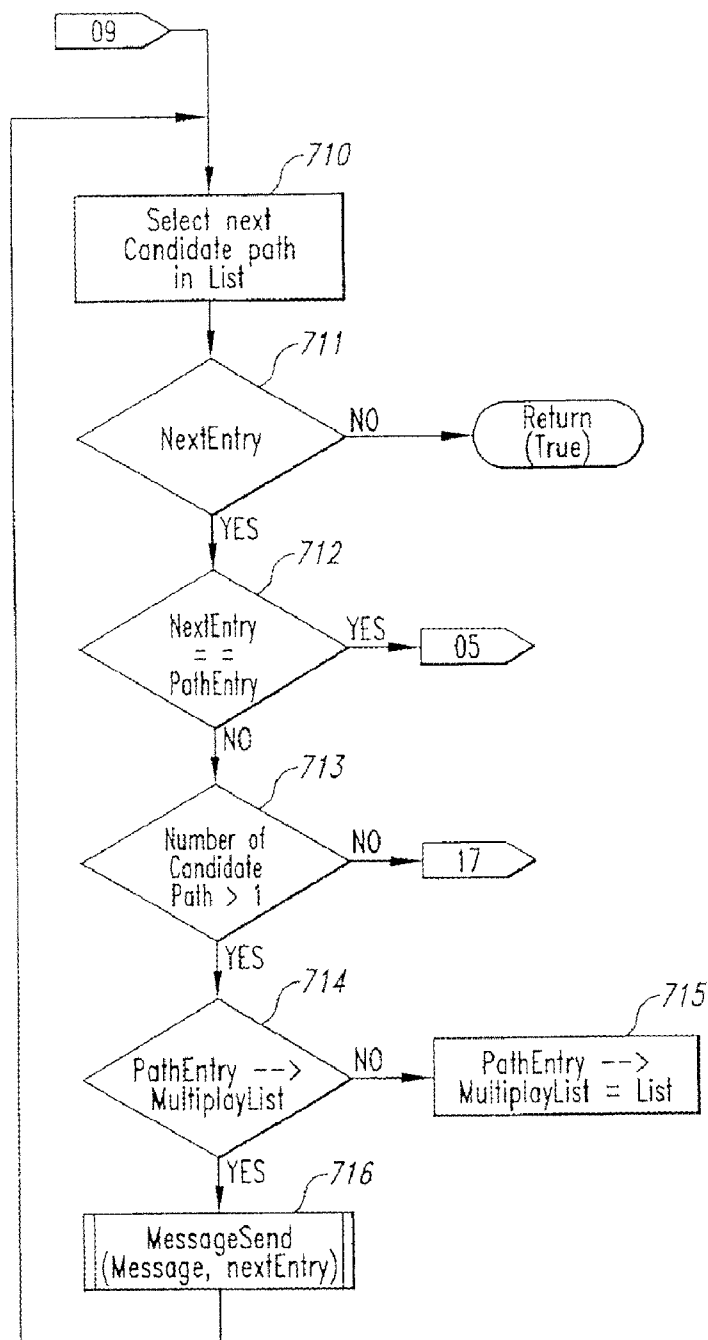 09
710
Select next
Candidate path
in List
711
NextEntry
NO
Return
(True)
YES
712
NextEntry
= =
PathEntry
YES
05
NO
713
Number of
Candidate
Path > 1
NO
17
YES
714
PathEntry -->
MultiplayList
NO
715
PathEntry -->
MultiplayList = List
YES
716
MessageSend
(Message, nextEntry)